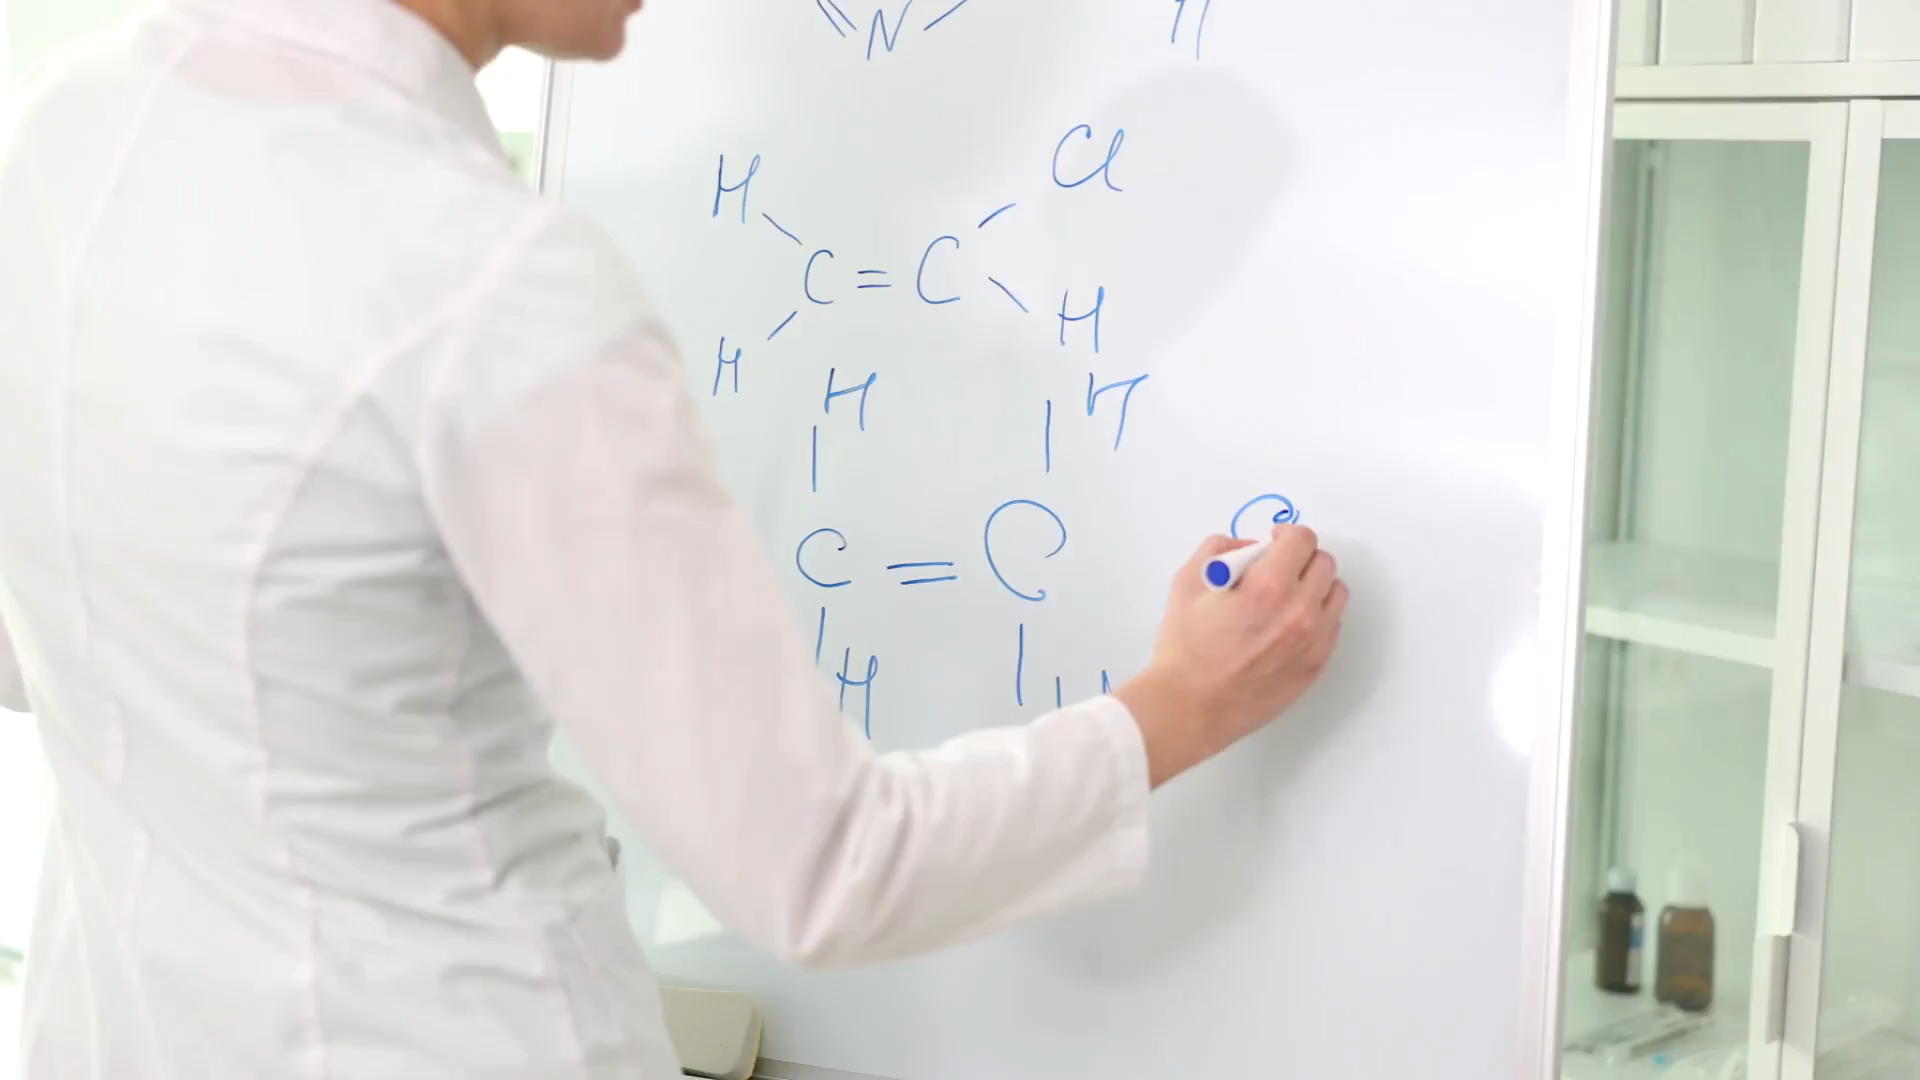 N
H Cl
C = C
H H
H
C = C C
H